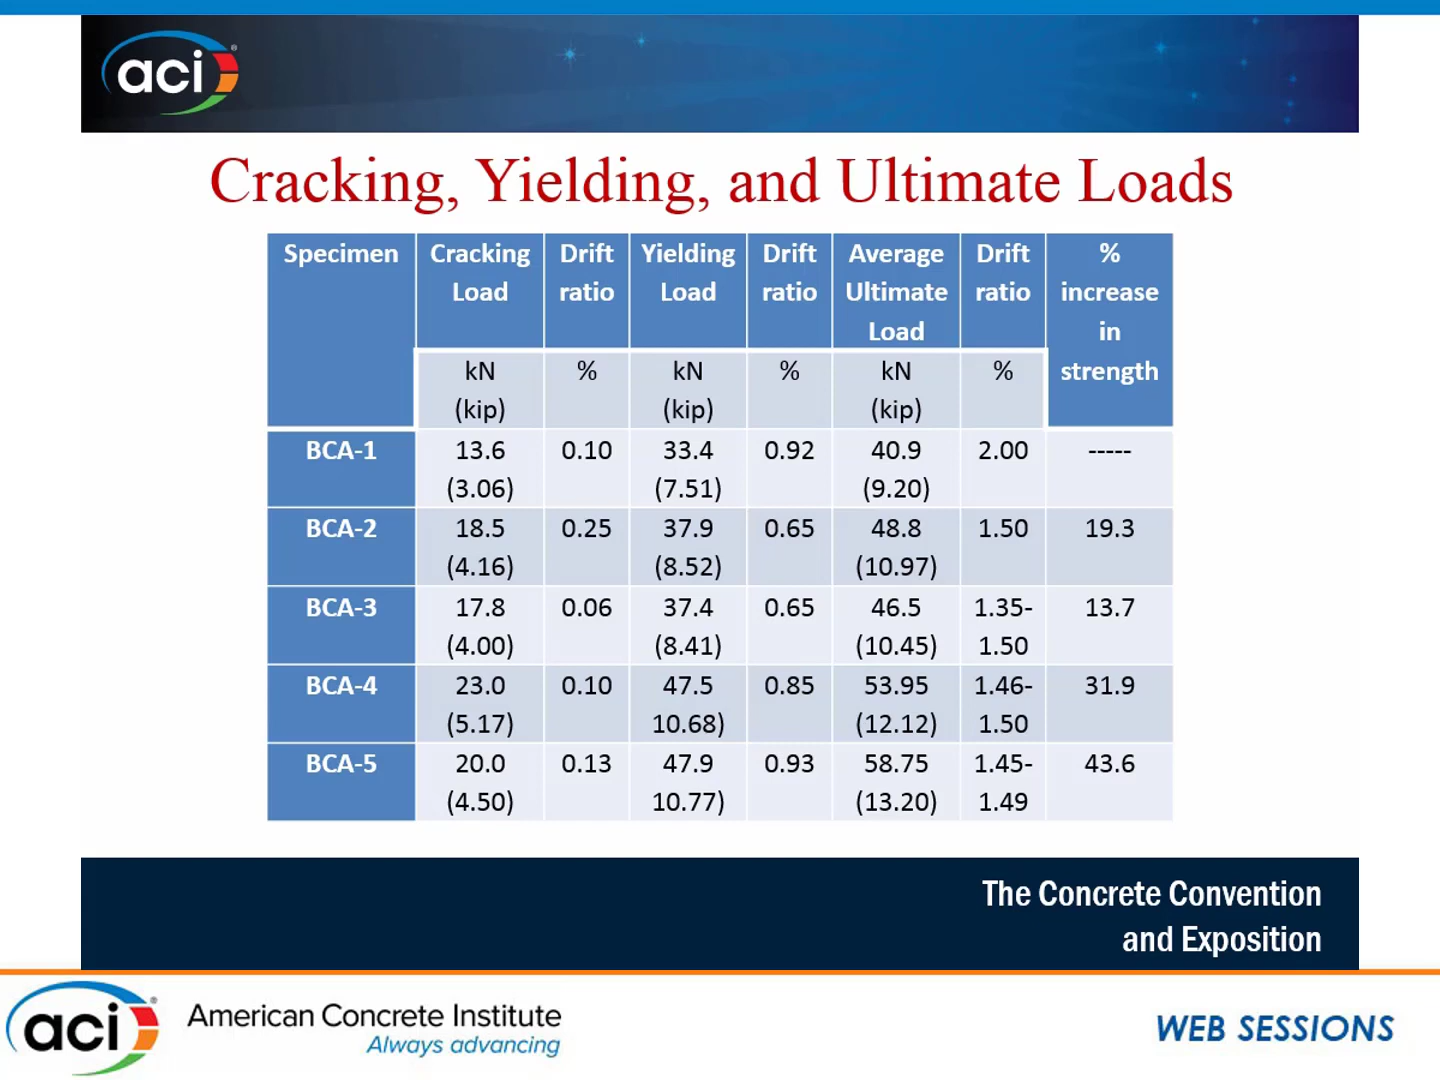 aci
Cracking, Yielding, and Ultimate Loads
Specimen Cracking Load Drift ratio Yielding Load Drift ratio Average Ultimate Load Drift ratio % increase in strength
kN (kip) % kN (kip) % kN (kip) %
BCA-1 13.6 (3.06) 0.10 33.4 (7.51) 0.92 40.9 (9.20) 2.00 -----
BCA-2 18.5 (4.16) 0.25 37.9 (8.52) 0.65 48.8 (10.97) 1.50 19.3
BCA-3 17.8 (4.00) 0.06 37.4 (8.41) 0.65 46.5 (10.45) 1.35-1.50 13.7
BCA-4 23.0 (5.17) 0.10 47.5 10.68) 0.85 53.95 (12.12) 1.46-1.50 31.9
BCA-5 20.0 (4.50) 0.13 47.9 10.77) 0.93 58.75 (13.20) 1.45-1.49 43.6
The Concrete Convention
and Exposition
aci
American Concrete Institute
Always advancing
WEB SESSIONS